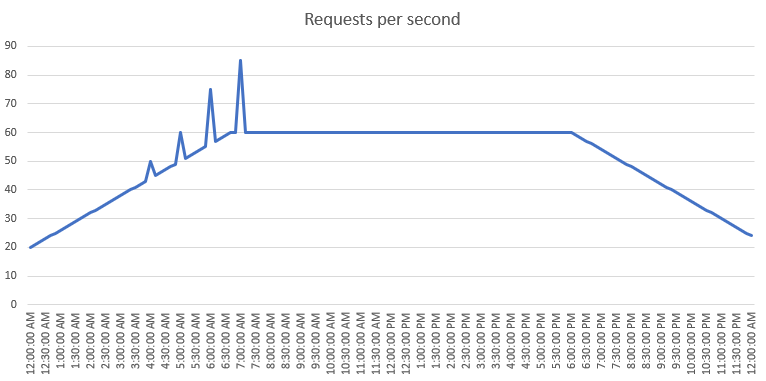 Requests per second
90
80
70
60
50
40
30
20
10
0
12:00:00 AM
12:30:00 AM
1:00:00 AM
1:30:00 AM
2:00:00 AM
2:30:00 AM
3:00:00 AM
3:30:00 AM
4:00:00 AM
4:30:00 AM
5:00:00 AM
5:30:00 AM
6:00:00 AM
6:30:00 AM
7:00:00 AM
7:30:00 AM
8:00:00 AM
8:30:00 AM
9:00:00 AM
9:30:00 AM
10:00:00 AM
10:30:00 AM
11:00:00 AM
11:30:00 AM
12:00:00 PM
12:30:00 PM
1:00:00 PM
1:30:00 PM
2:00:00 PM
2:30:00 PM
3:00:00 PM
3:30:00 PM
4:00:00 PM
4:30:00 PM
5:00:00 PM
5:30:00 PM
6:00:00 PM
6:30:00 PM
7:00:00 PM
7:30:00 PM
8:00:00 PM
8:30:00 PM
9:00:00 PM
9:30:00 PM
10:00:00 PM
10:30:00 PM
11:00:00 PM
11:30:00 PM
12:00:00 AM